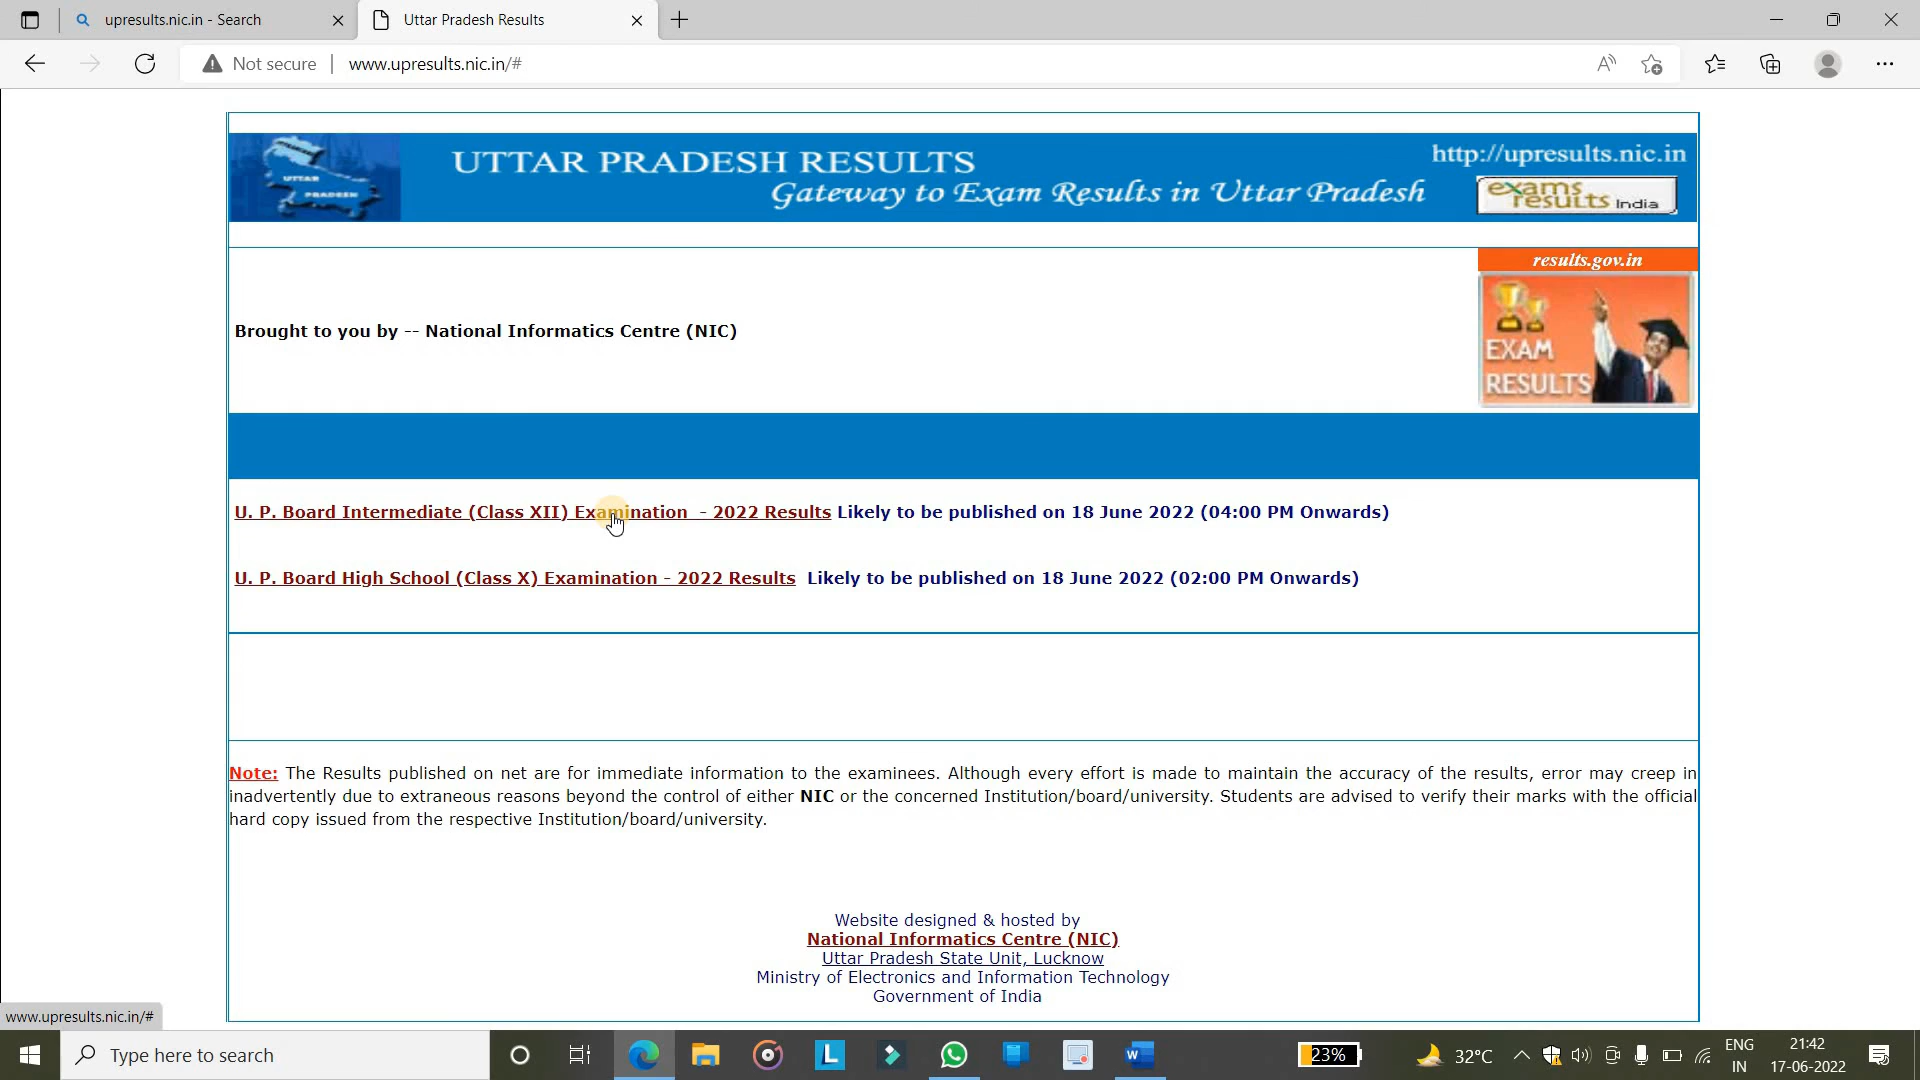 upresults.nic.in - Search
Uttar Pradesh Results
Not secure
www.upresults.nic.in/#
UTTAR PRADESH
UTTAR PRADESH RESULTS
Gateway to Exam Results in Uttar Pradesh
http://upresults.nic.in
exams
results India
results.gov.in
EXAM
RESULTS
Brought to you by -- National Informatics Centre (NIC)
U. P. Board Intermediate (Class XII) Examination - 2022 Results Likely to be published on 18 June 2022 (04:00 PM Onwards)
U. P. Board High School (Class X) Examination - 2022 Results Likely to be published on 18 June 2022 (02:00 PM Onwards)
Note: The Results published on net are for immediate information to the examinees. Although every effort is made to maintain the accuracy of the results, error may creep in
inadvertently due to extraneous reasons beyond the control of either NIC or the concerned Institution/board/university. Students are advised to verify their marks with the official
hard copy issued from the respective Institution/board/university.
Website designed & hosted by
National Informatics Centre (NIC)
Uttar Pradesh State Unit, Lucknow
Ministry of Electronics and Information Technology
Government of India
www.upresults.nic.in/#
Type here to search
L
W
23%
32°C
ENG
IN
21:42
17-06-2022